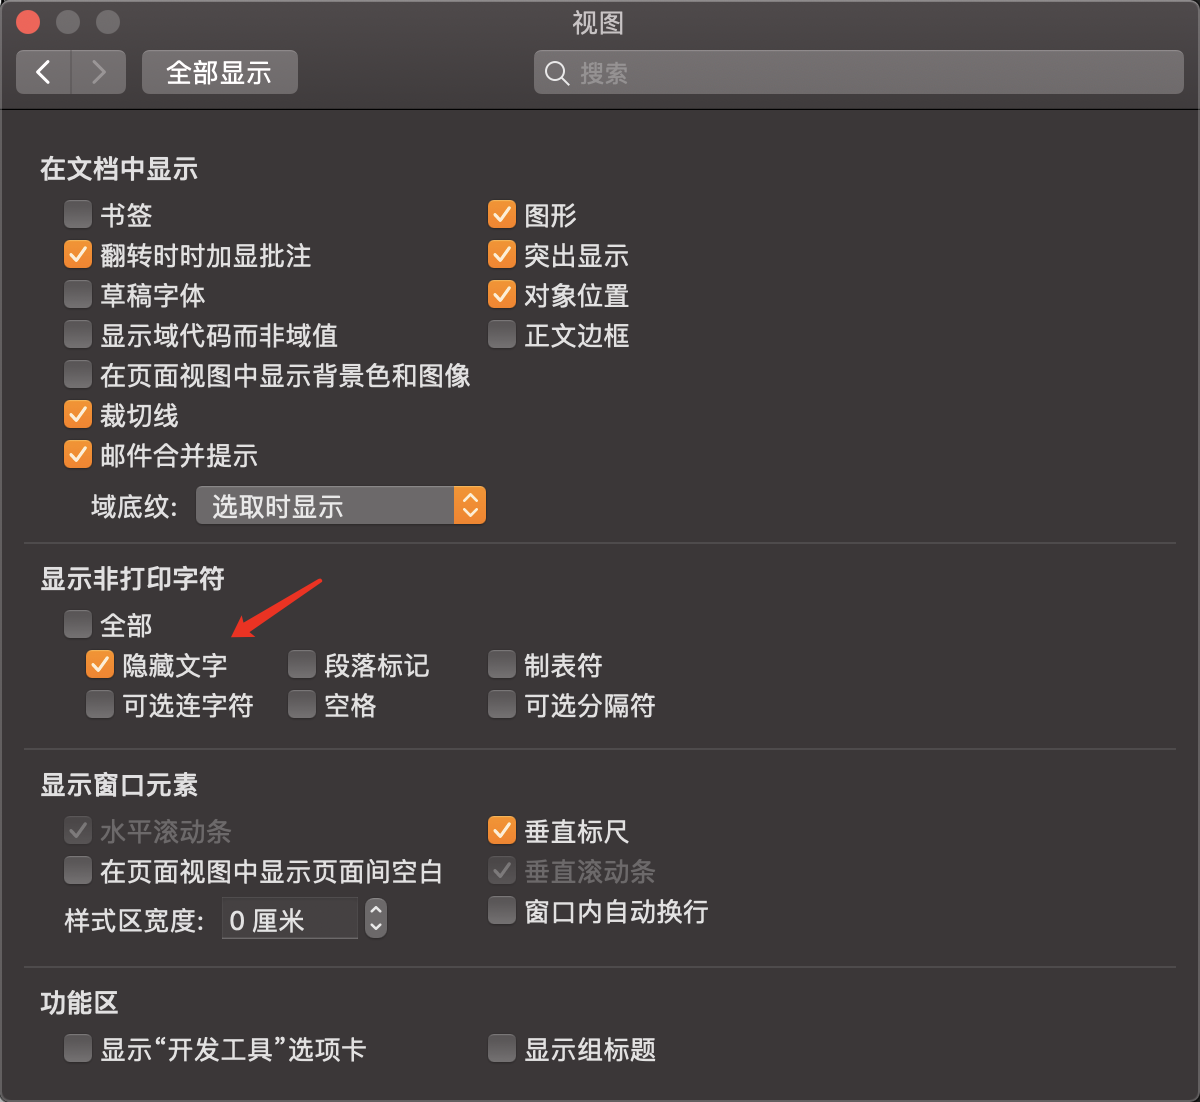 视图
全部显示
搜索
在文档中显示
书签
图形
翻转时时加显批注
突出显示
草稿字体
对象位置
显示域代码而非域值
正文边框
在页面视图中显示背景色和图像
裁切线
邮件合并提示
域底纹: 选取时显示
显示非打印字符
全部
隐藏文字
段落标记
制表符
可选连字符
空格
可选分隔符
显示窗口元素
水平滚动条
垂直标尺
在页面视图中显示页面间空白
垂直滚动条
样式区宽度: 0 厘米
窗口内自动换行
功能区
显示“开发工具”选项卡
显示组标题